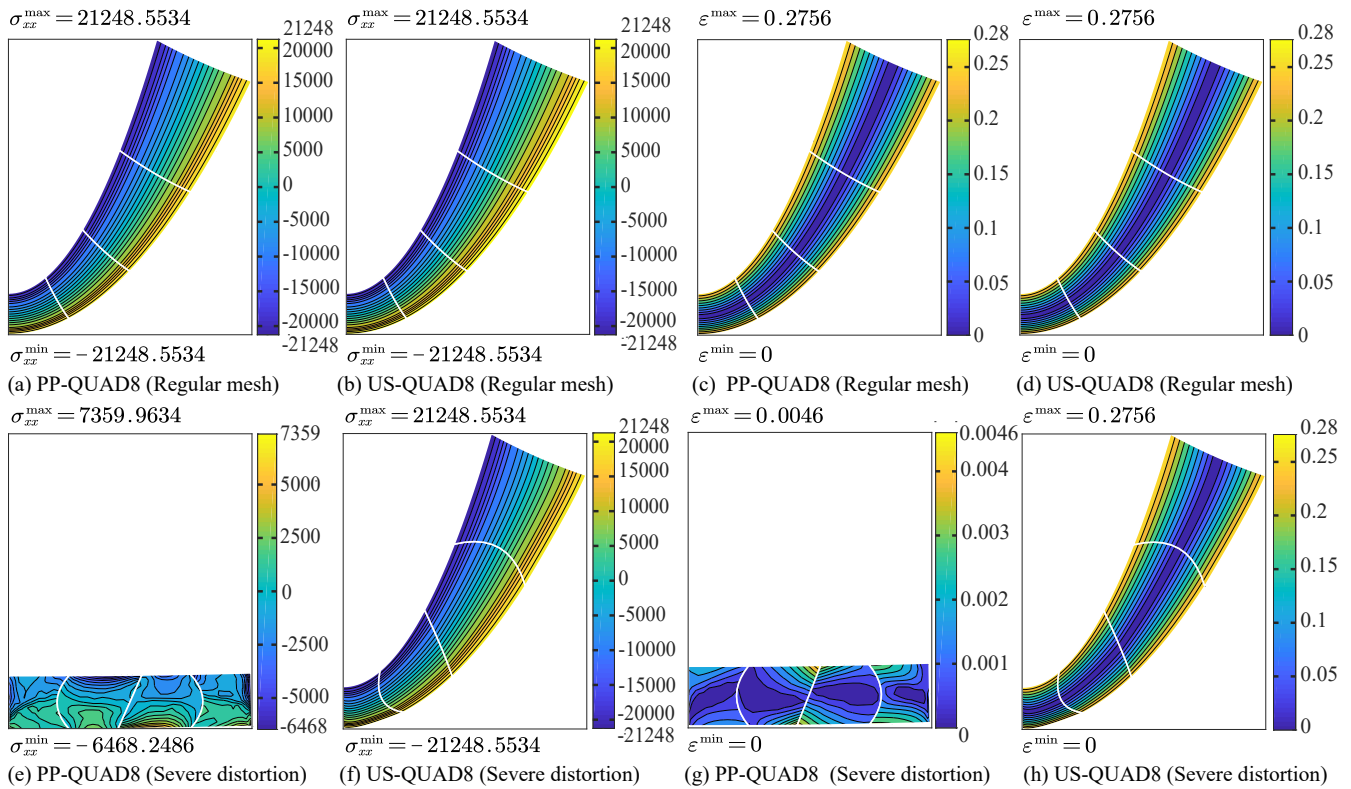 σxx^max = 21248.5534
21248
20000
15000
10000
5000
0
-5000
-10000
-15000
-20000
-21248
σxx^min = −21248.5534
(a) PP-QUAD8 (Regular mesh)
σxx^max = 21248.5534
21248
20000
15000
10000
5000
0
-5000
-10000
-15000
-20000
-21248
σxx^min = −21248.5534
(b) US-QUAD8 (Regular mesh)
ε^max = 0.2756
0.28
0.25
0.2
0.15
0.1
0.05
0
ε^min = 0
(c) PP-QUAD8 (Regular mesh)
ε^max = 0.2756
0.28
0.25
0.2
0.15
0.1
0.05
0
ε^min = 0
(d) US-QUAD8 (Regular mesh)
σxx^max = 7359.9634
7359
5000
2500
0
-2500
-5000
-6468
σxx^min = −6468.2486
(e) PP-QUAD8 (Severe distortion)
σxx^max = 21248.5534
21248
20000
15000
10000
5000
0
-5000
-10000
-15000
-20000
-21248
σxx^min = −21248.5534
(f) US-QUAD8 (Severe distortion)
ε^max = 0.0046
0.0046
0.004
0.003
0.002
0.001
0
ε^min = 0
(g) PP-QUAD8 (Severe distortion)
ε^max = 0.2756
0.28
0.25
0.2
0.15
0.1
0.05
0
ε^min = 0
(h) US-QUAD8 (Severe distortion)